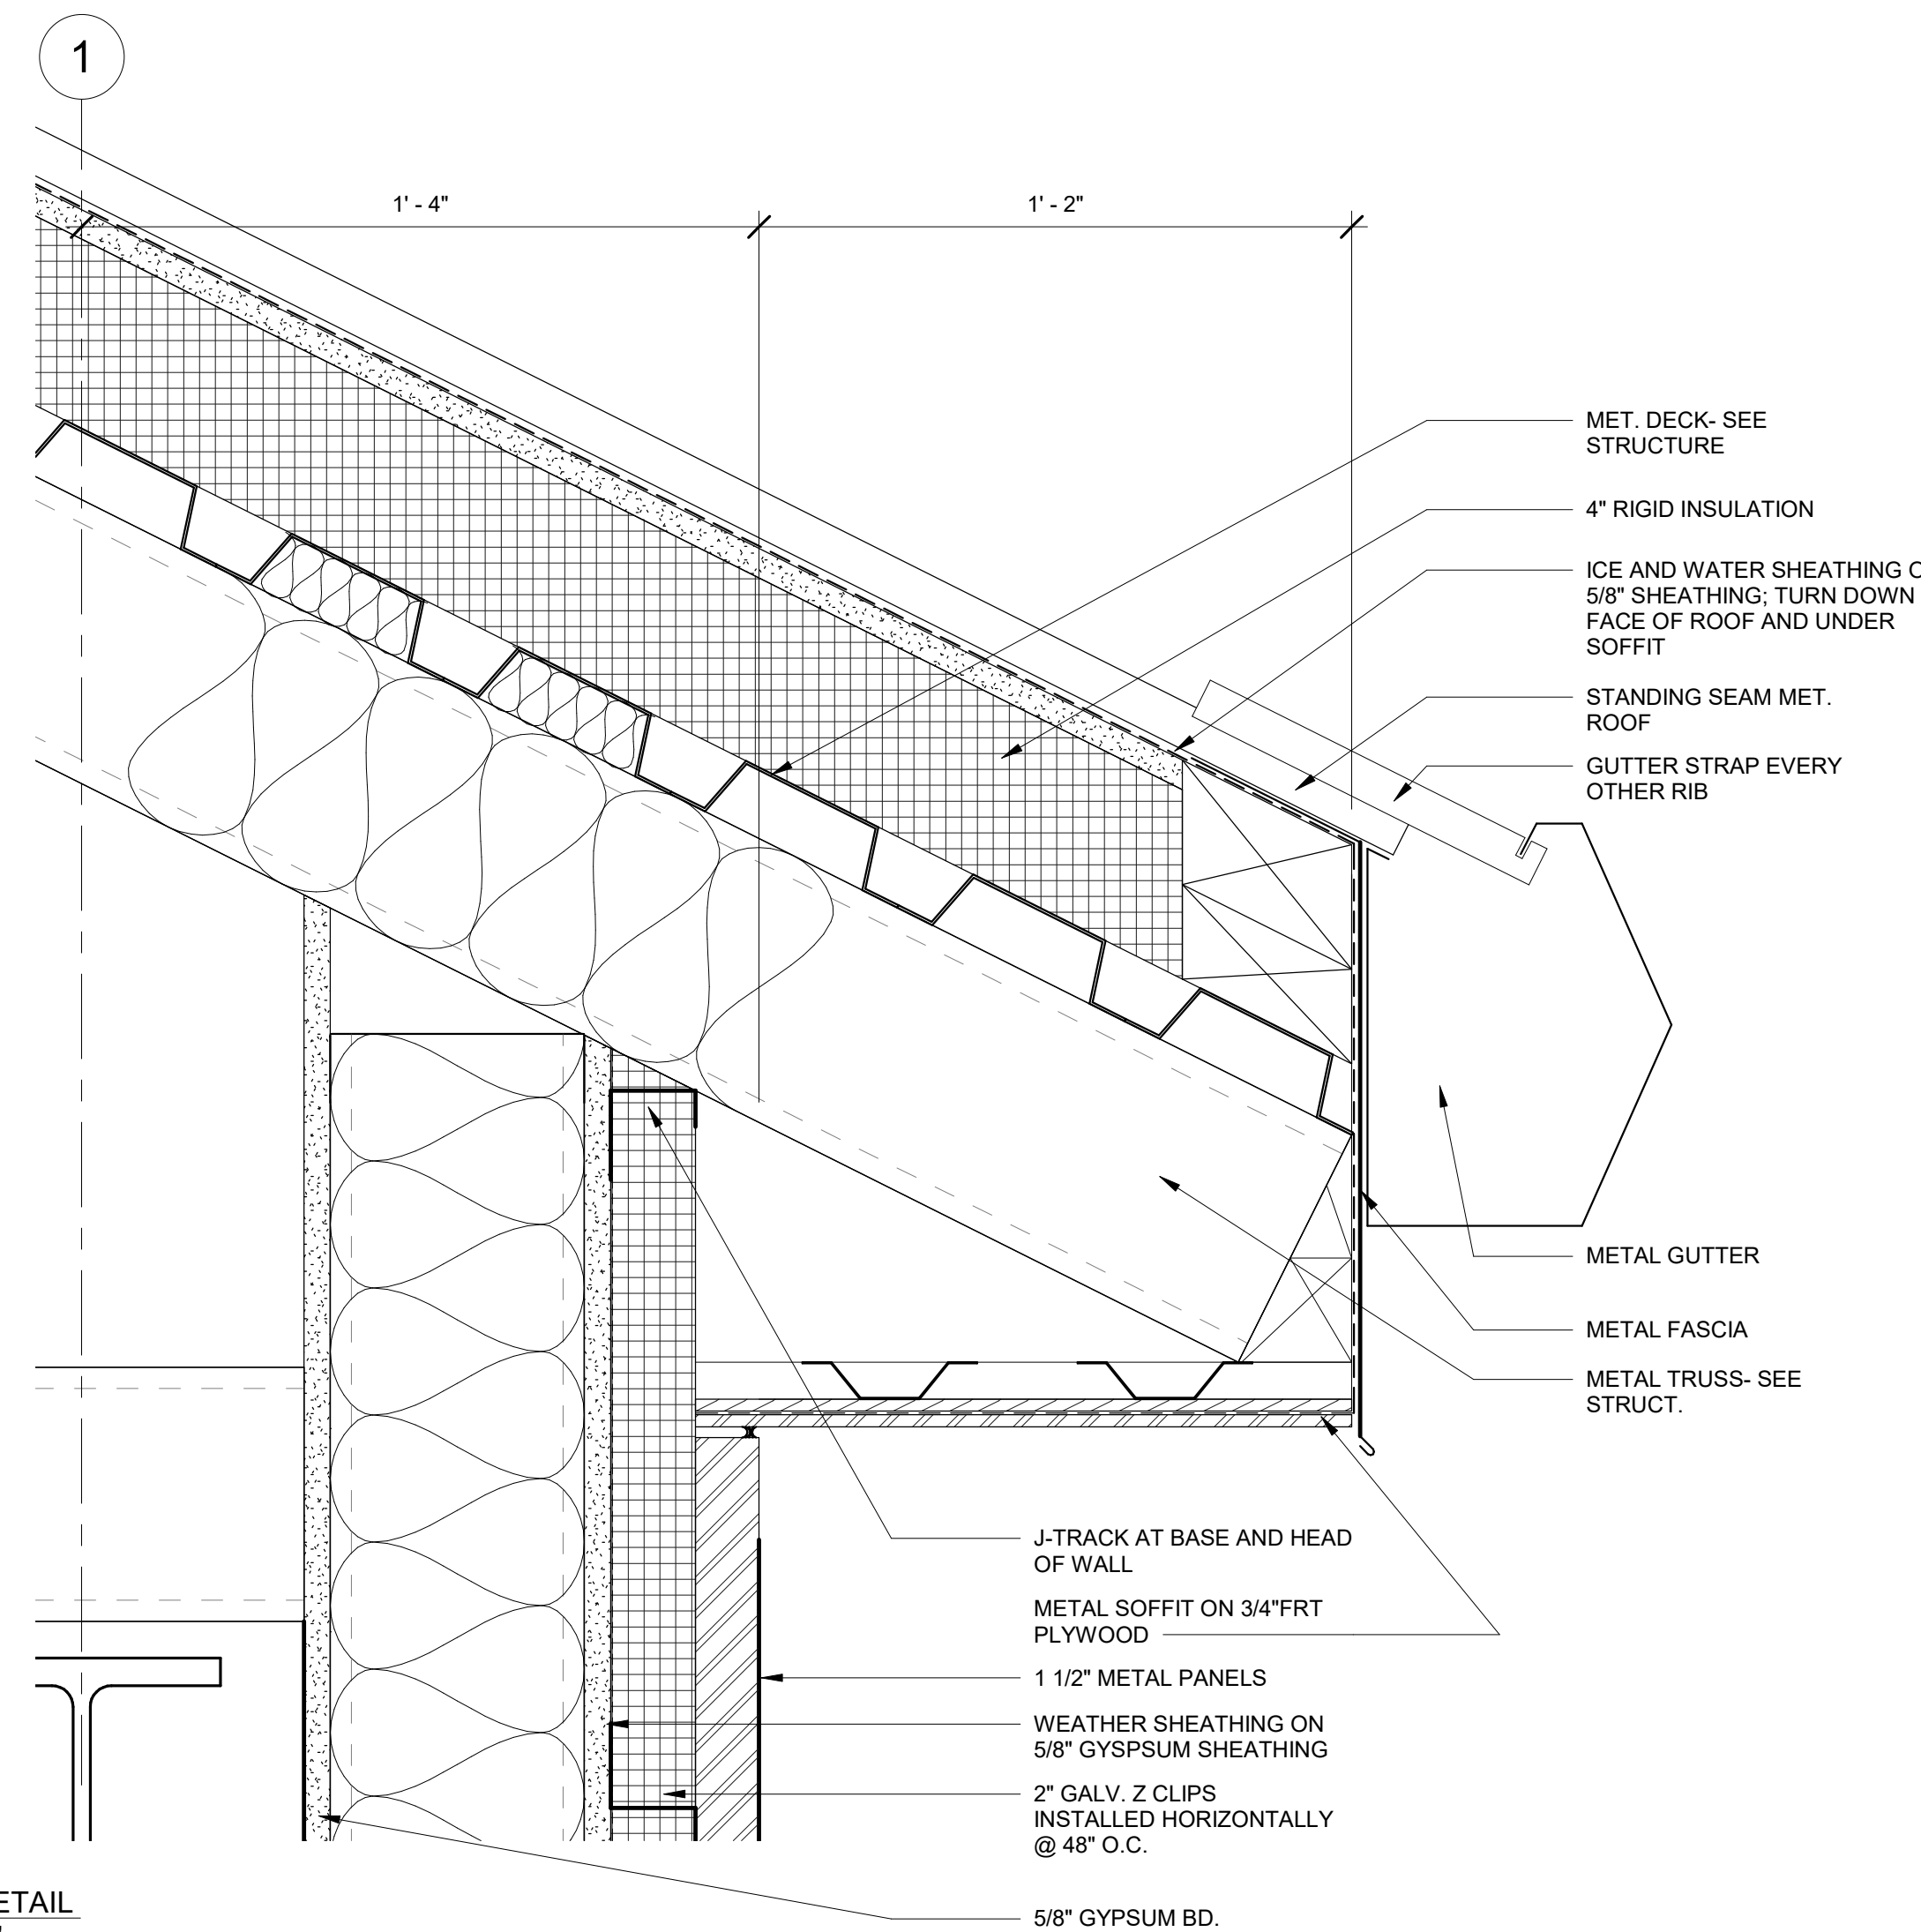 1
1' - 4"
1' - 2"
MET. DECK- SEE
STRUCTURE
4" RIGID INSULATION
ICE AND WATER SHEATHING
5/8" SHEATHING; TURN DOWN
FACE OF ROOF AND UNDER
SOFFIT
STANDING SEAM MET.
ROOF
GUTTER STRAP EVERY
OTHER RIB
METAL GUTTER
METAL FASCIA
METAL TRUSS- SEE
STRUCT.
J-TRACK AT BASE AND HEAD
OF WALL
METAL SOFFIT ON 3/4"FRT
PLYWOOD
1 1/2" METAL PANELS
WEATHER SHEATHING ON
5/8" GYSPSUM SHEATHING
2" GALV. Z CLIPS
INSTALLED HORIZONTALLY
@ 48" O.C.
5/8" GYPSUM BD.
ETAIL